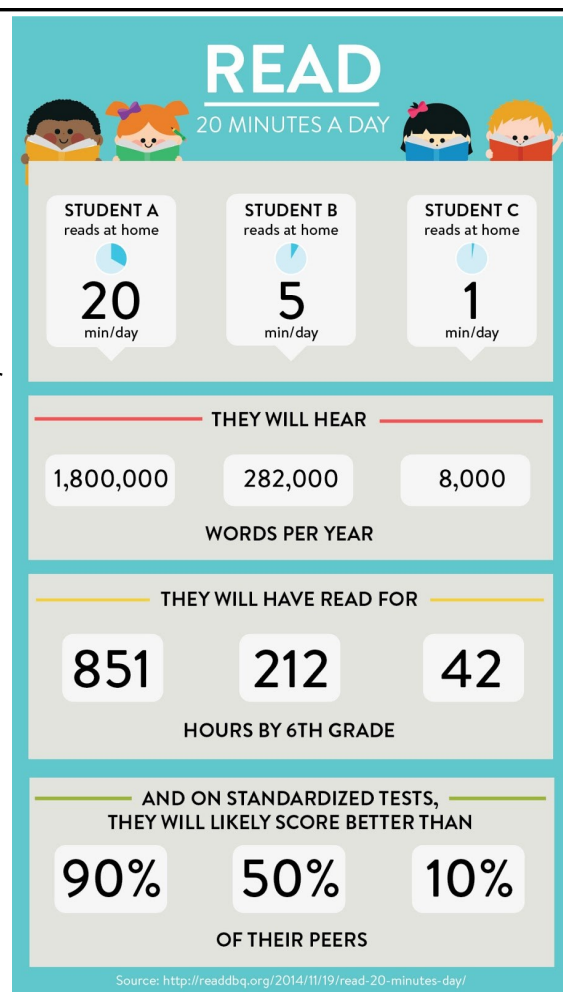 READ
20 MINUTES A DAY
STUDENT A
reads at home
20
min/day
STUDENT B
reads at home
5
min/day
STUDENT C
reads at home
1
min/day
THEY WILL HEAR
1,800,000 282,000 8,000
WORDS PER YEAR
THEY WILL HAVE READ FOR
851 212 42
HOURS BY 6TH GRADE
AND ON STANDARDIZED TESTS,
THEY WILL LIKELY SCORE BETTER THAN
90% 50% 10%
OF THEIR PEERS
Source: http://readdbq.org/2014/11/19/read-20-minutes-day/